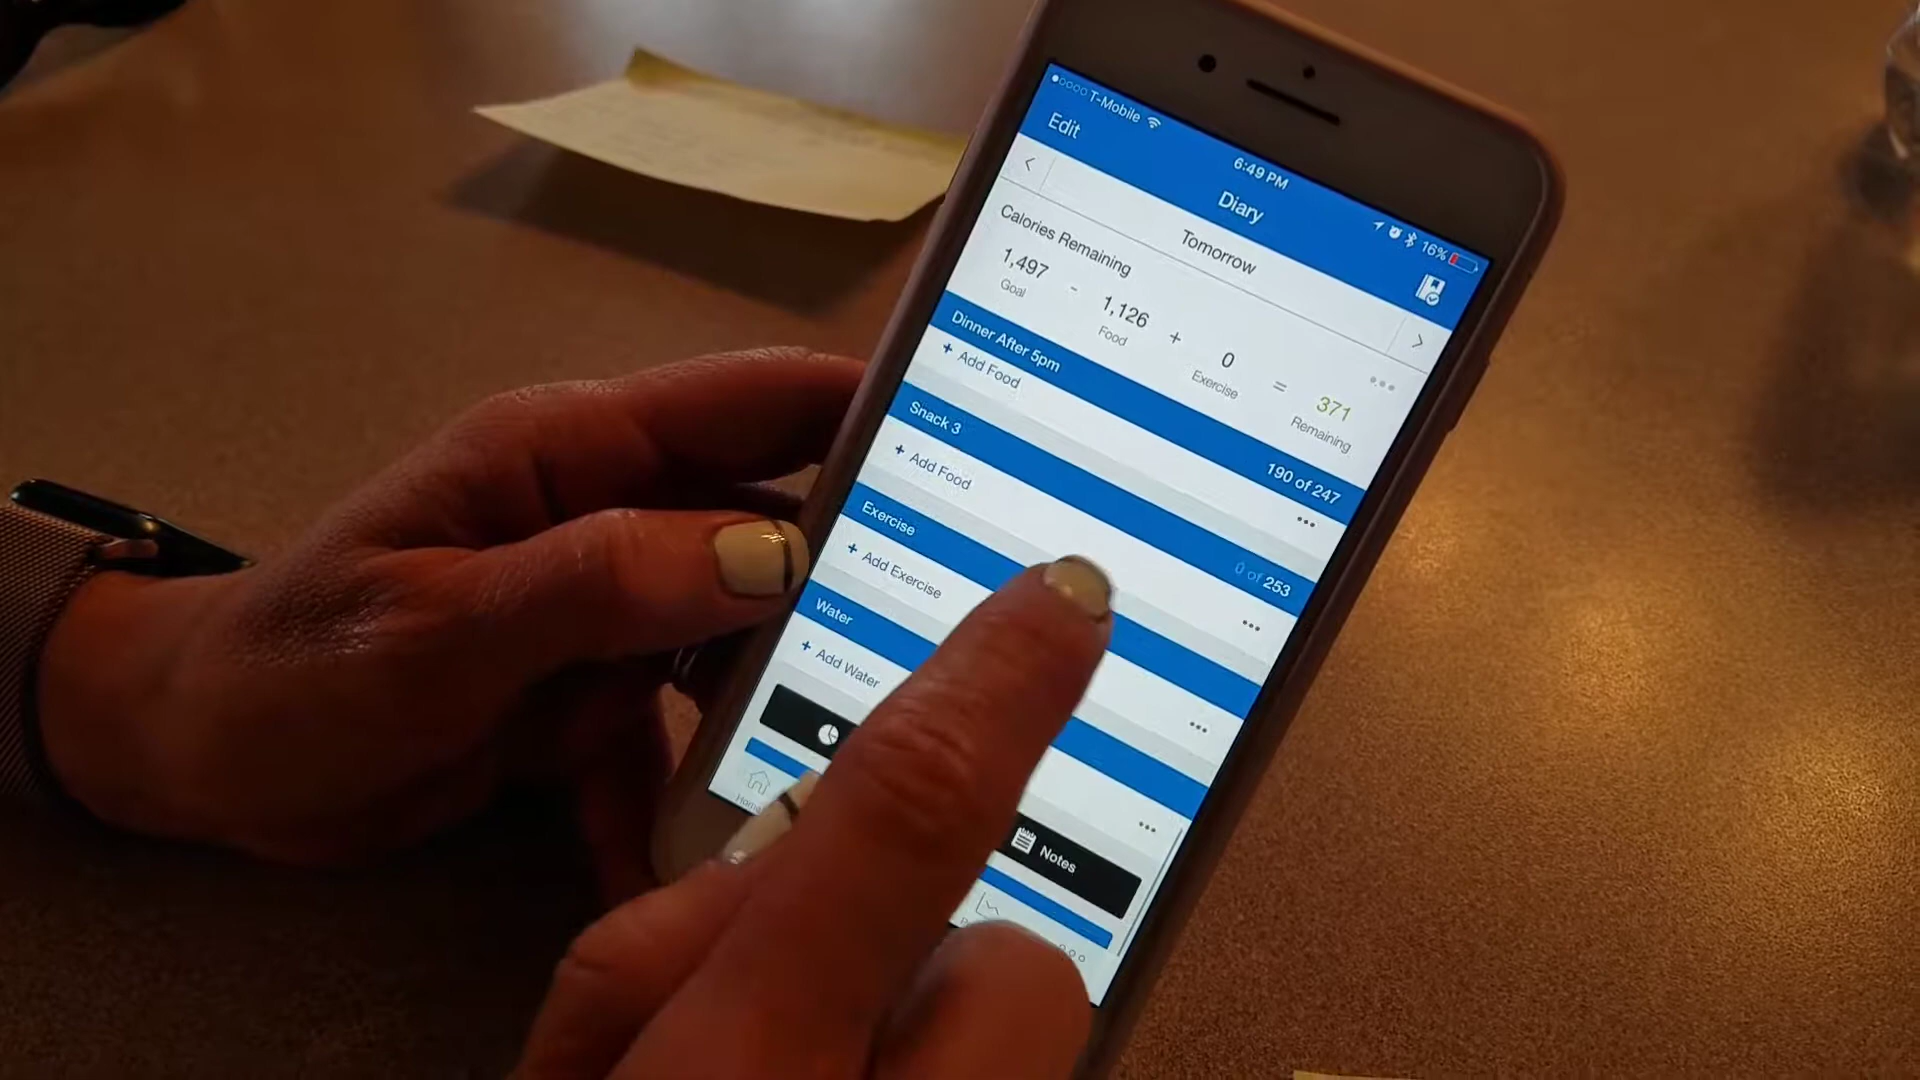 T-Mobile 6:49 PM 16%
Edit Diary
Tomorrow
Calories Remaining
1,497 - 1,126 + 0 = 371
Goal Food Exercise Remaining
Dinner After 5pm 190 of 247
+ Add Food
Snack 3 0 of 253
+ Add Food
Exercise
+ Add Exercise
Water
+ Add Water
Notes
Home